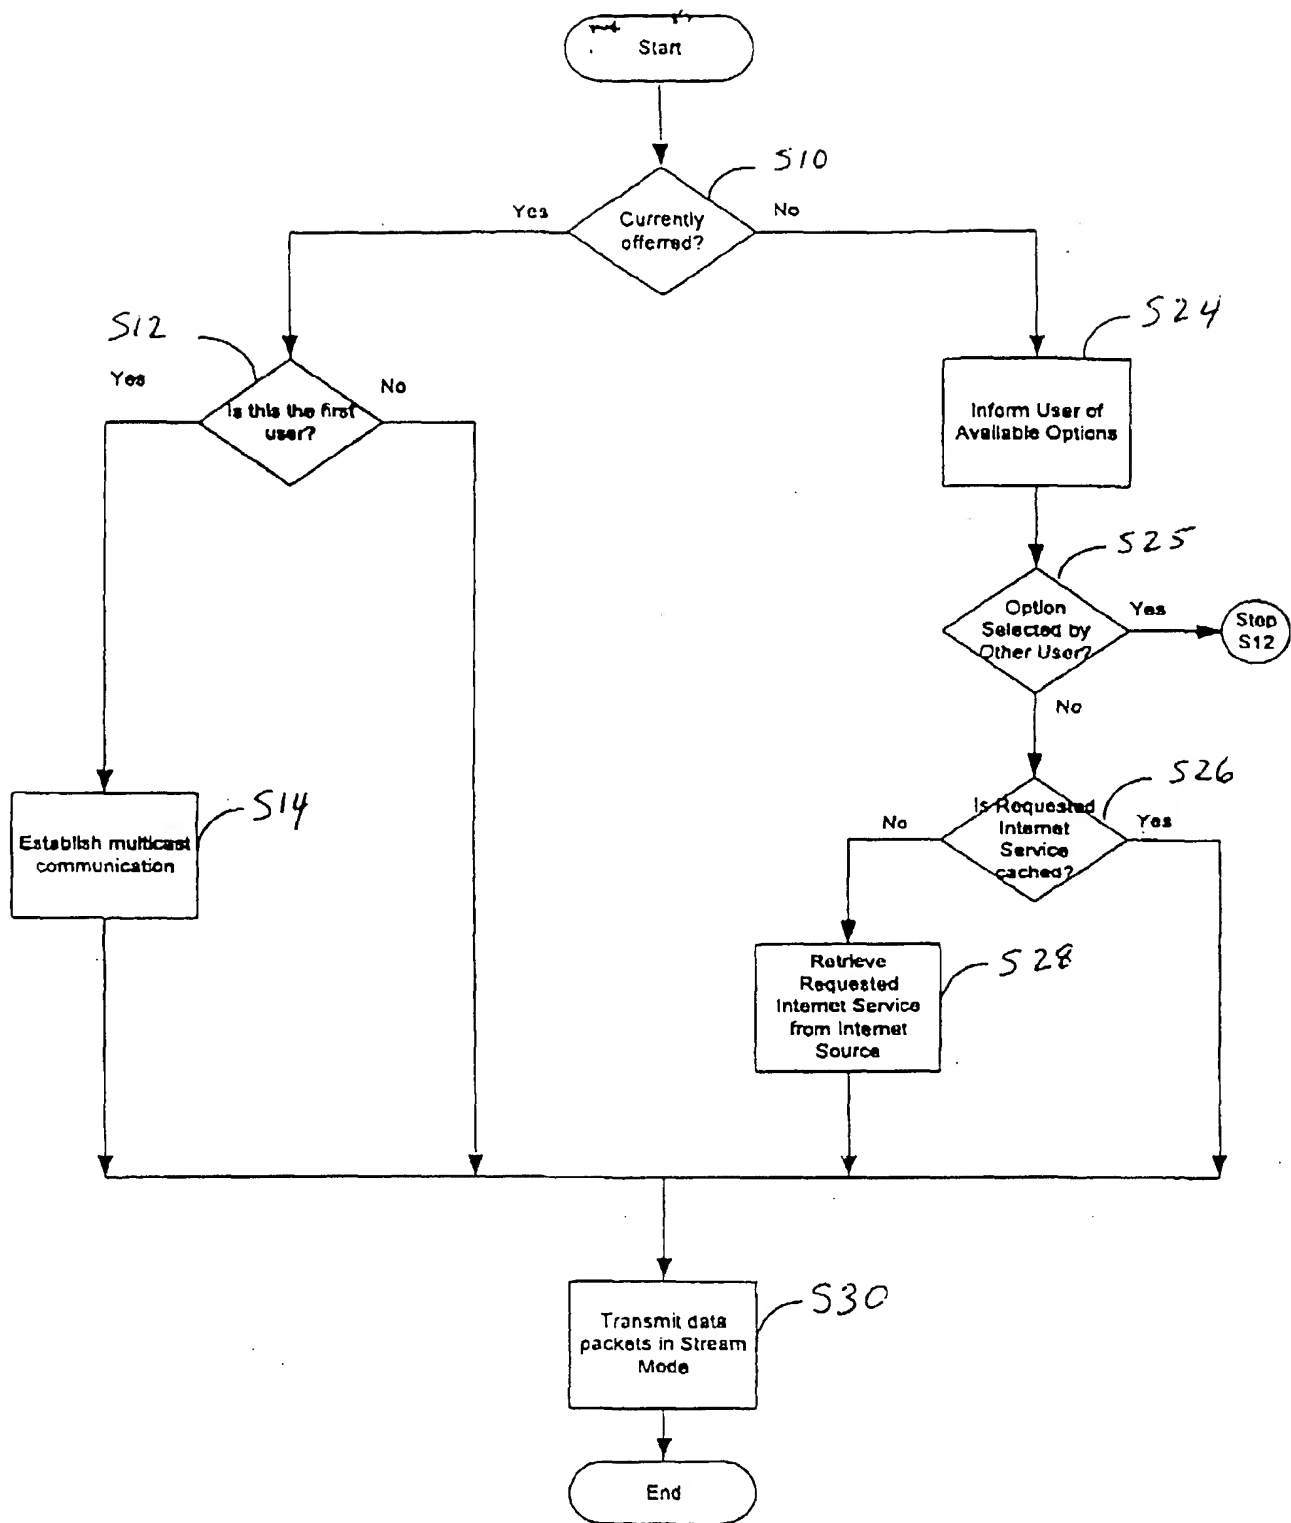 Start
S10
Yes
Currently
offerred?
No
S12
Yes
Is this the first
user?
No
S24
Inform User of
Available Options
S25
Option
Selected by
Other User?
Yes
Stop
S12
No
S26
Is Requested
Internet
Service
cached?
No
Yes
Establish multicast
communication
S14
Retrieve
Requested
Internet Service
from Internet
Source
S28
Transmit data
packets in Stream
Mode
S30
End